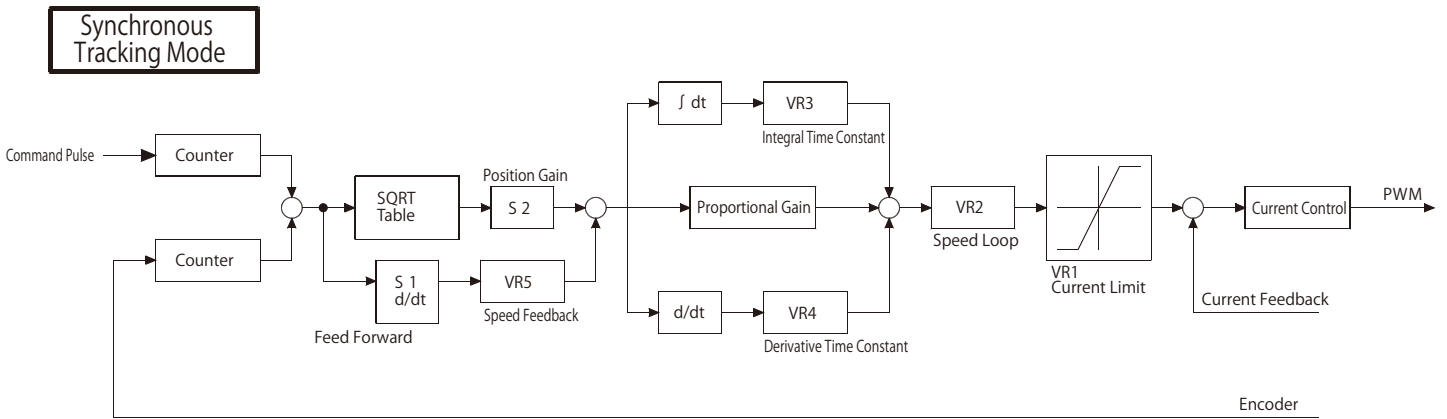 Synchronous
Tracking Mode
Command Pulse
Counter
Counter
SQRT
Table
Position Gain
S 2
S 1
d/dt
Feed Forward
VR5
Speed Feedback
∫ dt
VR3
Integral Time Constant
Proportional Gain
d/dt
VR4
Derivative Time Constant
VR2
Speed Loop
VR1
Current Limit
Current Control
PWM
Current Feedback
Encoder